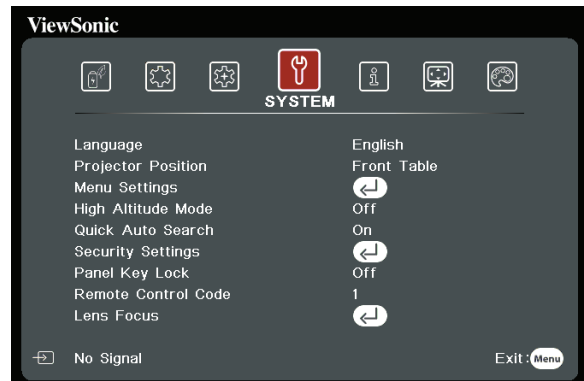 ViewSonic
SYSTEM
Language English
Projector Position Front Table
Menu Settings
High Altitude Mode Off
Quick Auto Search On
Security Settings
Panel Key Lock Off
Remote Control Code 1
Lens Focus
No Signal Exit: Menu